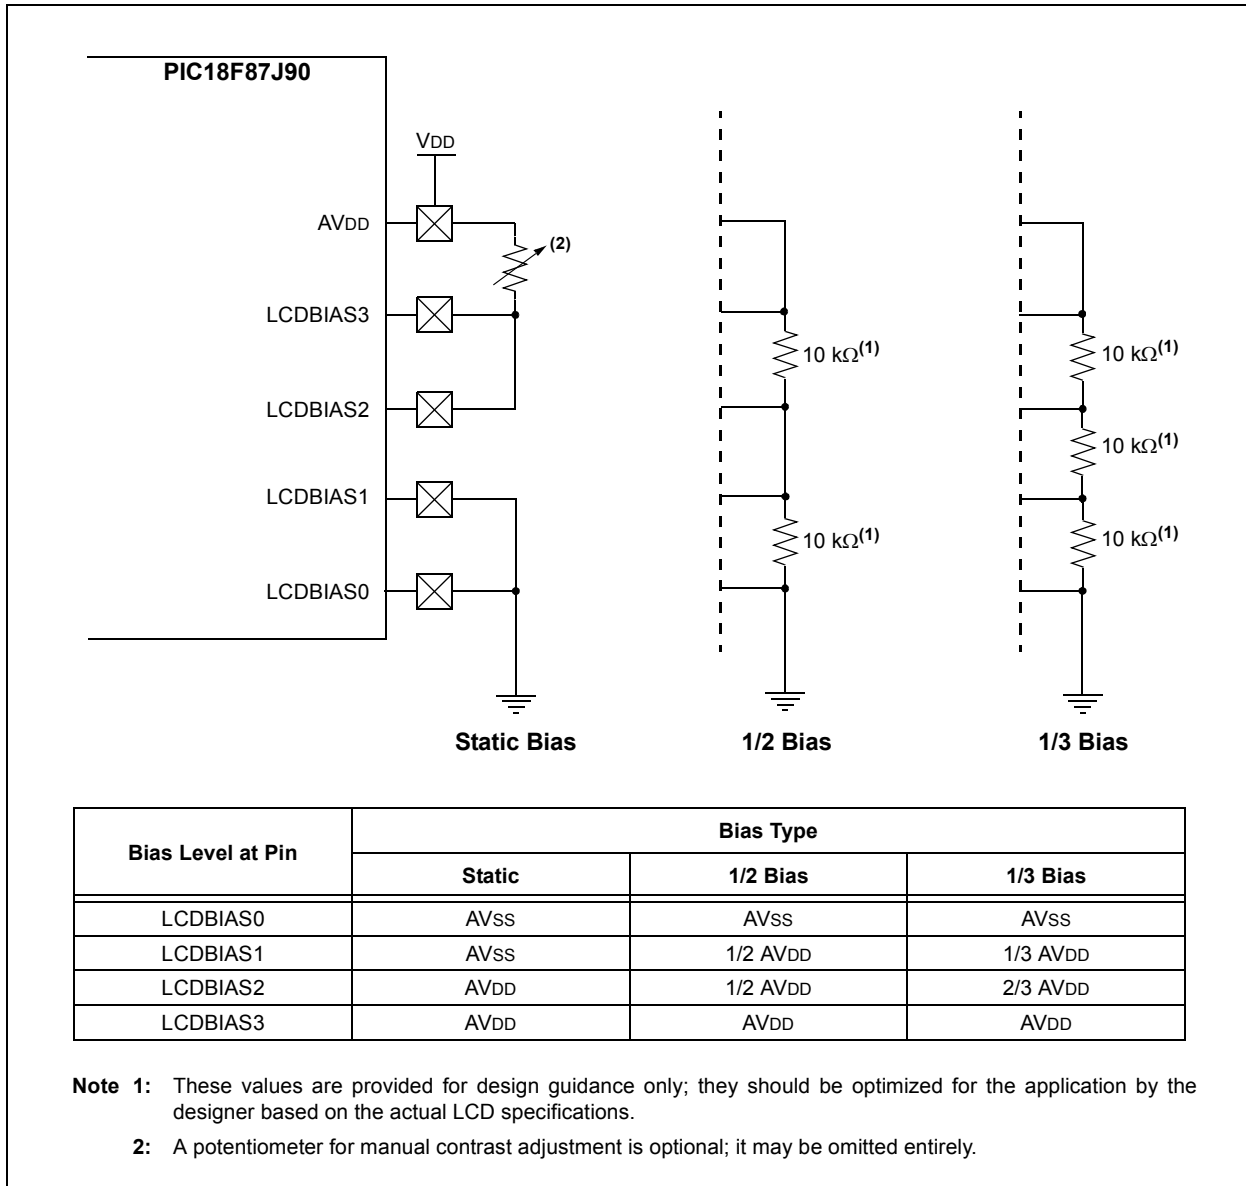 PIC18F87J90
VDD
AVDD
(2)
LCDBIAS3
10 kΩ(1)
10 kΩ(1)
LCDBIAS2
10 kΩ(1)
LCDBIAS1
10 kΩ(1)
10 kΩ(1)
LCDBIAS0
Static Bias
1/2 Bias
1/3 Bias
Bias Level at Pin
Bias Type
Static
1/2 Bias
1/3 Bias
LCDBIAS0 AVSS AVSS AVSS
LCDBIAS1 AVSS 1/2 AVDD 1/3 AVDD
LCDBIAS2 AVDD 1/2 AVDD 2/3 AVDD
LCDBIAS3 AVDD AVDD AVDD
Note 1: These values are provided for design guidance only; they should be optimized for the application by the
designer based on the actual LCD specifications.
2: A potentiometer for manual contrast adjustment is optional; it may be omitted entirely.